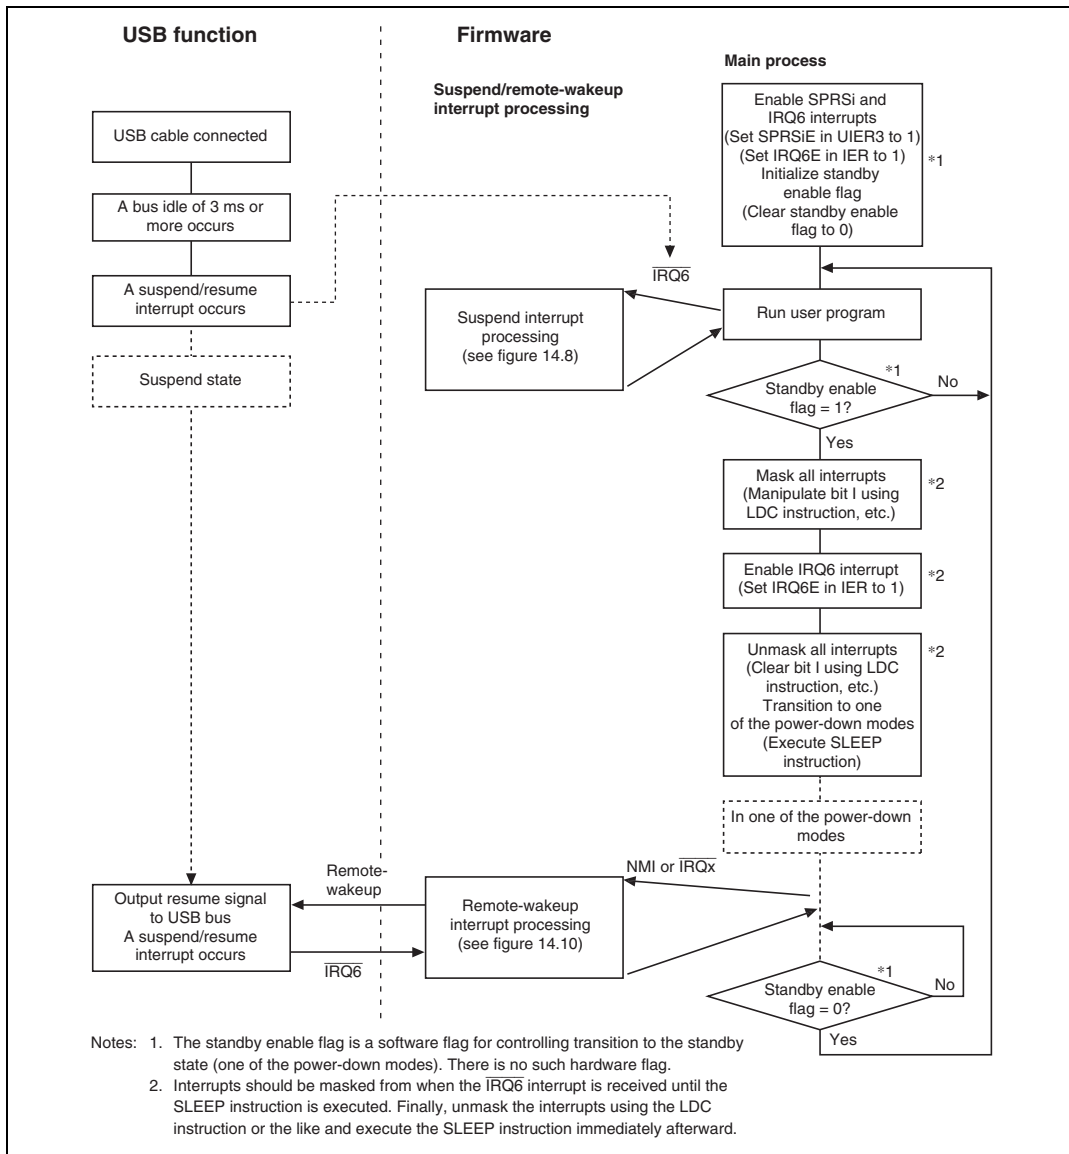 USB function
Firmware
Main process
Suspend/remote-wakeup
interrupt processing
USB cable connected
A bus idle of 3 ms or
more occurs
A suspend/resume
interrupt occurs
Suspend state
Enable SPRSi and
IRQ6 interrupts
(Set SPRSiE in UIER3 to 1)
(Set IRQ6E in IER to 1)
Initialize standby
enable flag
(Clear standby enable
flag to 0)
*1
IRQ6
Suspend interrupt
processing
(see figure 14.8)
Run user program
*1
Standby enable
flag = 1?
No
Yes
Mask all interrupts
(Manipulate bit I using
LDC instruction, etc.)
*2
Enable IRQ6 interrupt
(Set IRQ6E in IER to 1)
*2
Unmask all interrupts
(Clear bit I using LDC
instruction, etc.)
Transition to one
of the power-down modes
(Execute SLEEP
instruction)
*2
In one of the power-down
modes
NMI or IRQx
Remote-
wakeup
Output resume signal
to USB bus
A suspend/resume
interrupt occurs
IRQ6
Remote-wakeup
interrupt processing
(see figure 14.10)
*1
Standby enable
flag = 0?
No
Yes
Notes: 1. The standby enable flag is a software flag for controlling transition to the standby
state (one of the power-down modes). There is no such hardware flag.
2. Interrupts should be masked from when the IRQ6 interrupt is received until the
SLEEP instruction is executed. Finally, unmask the interrupts using the LDC
instruction or the like and execute the SLEEP instruction immediately afterward.